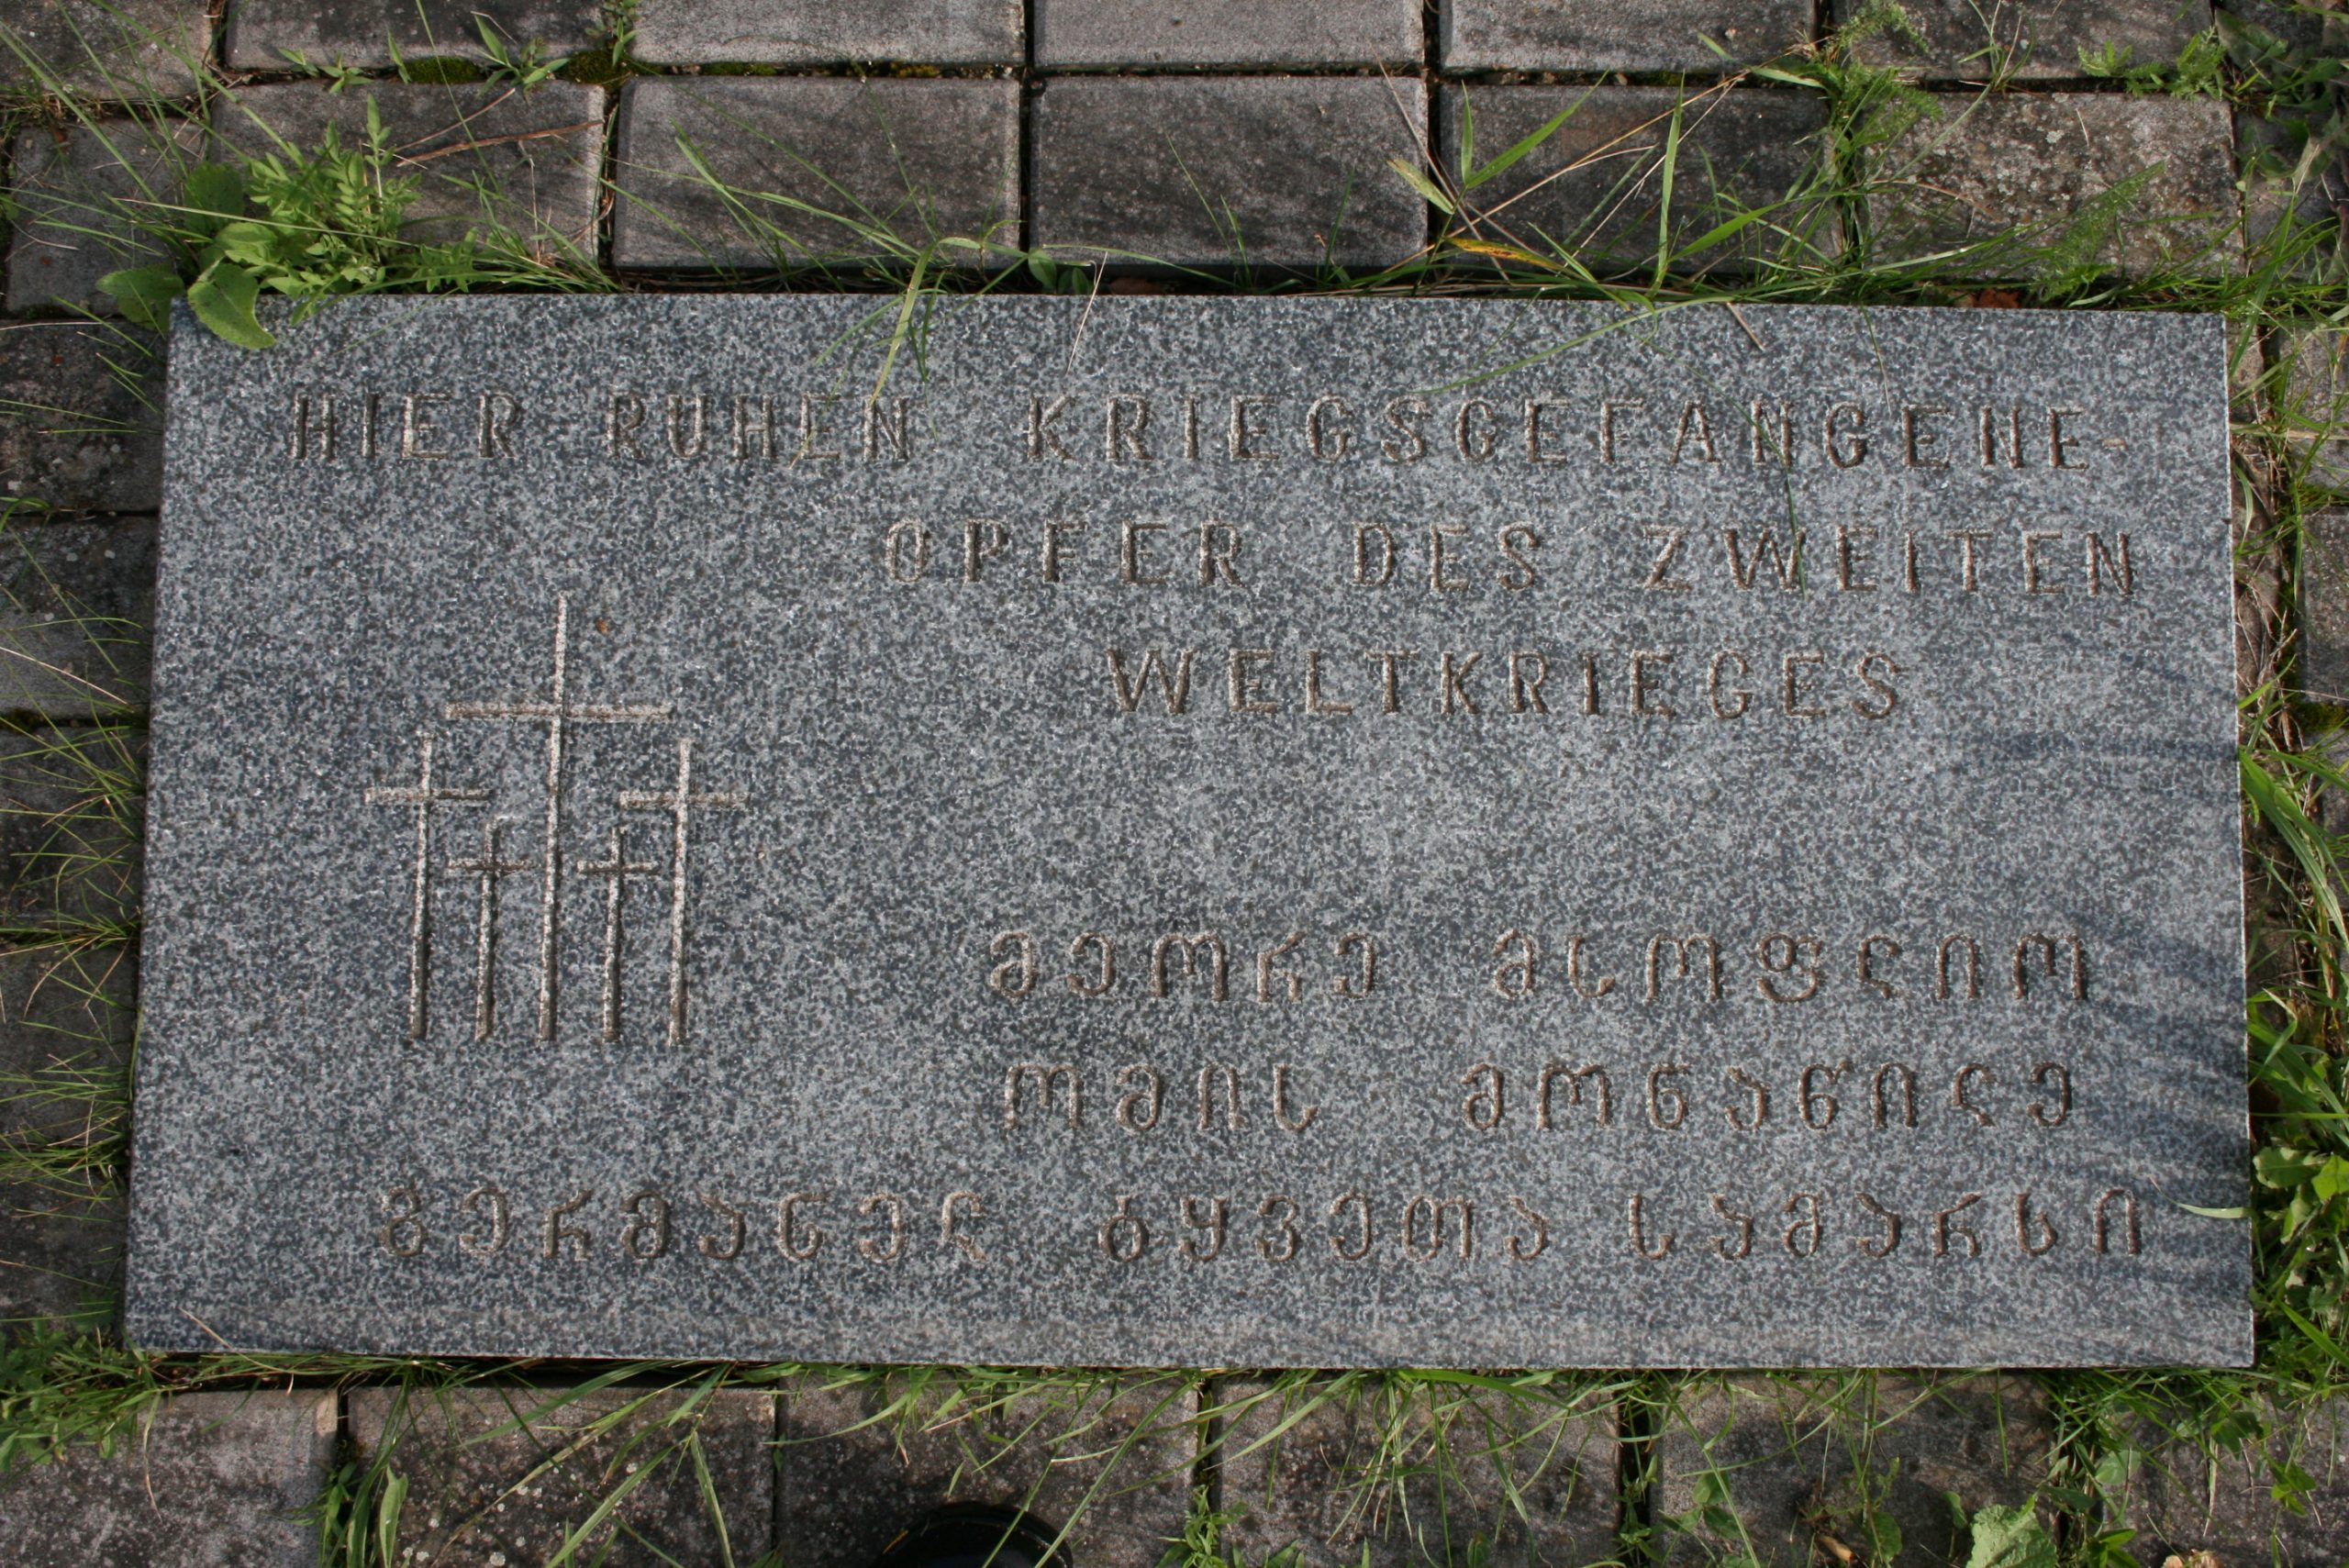 HIER RUHEN KRIEGSGEFANGENE-
OPFER DES ZWEITEN
WELTKRIEGES
მეორე მსოფლიო
ომის მონაწილე
გერმანელ ტყვეთა სამარხი